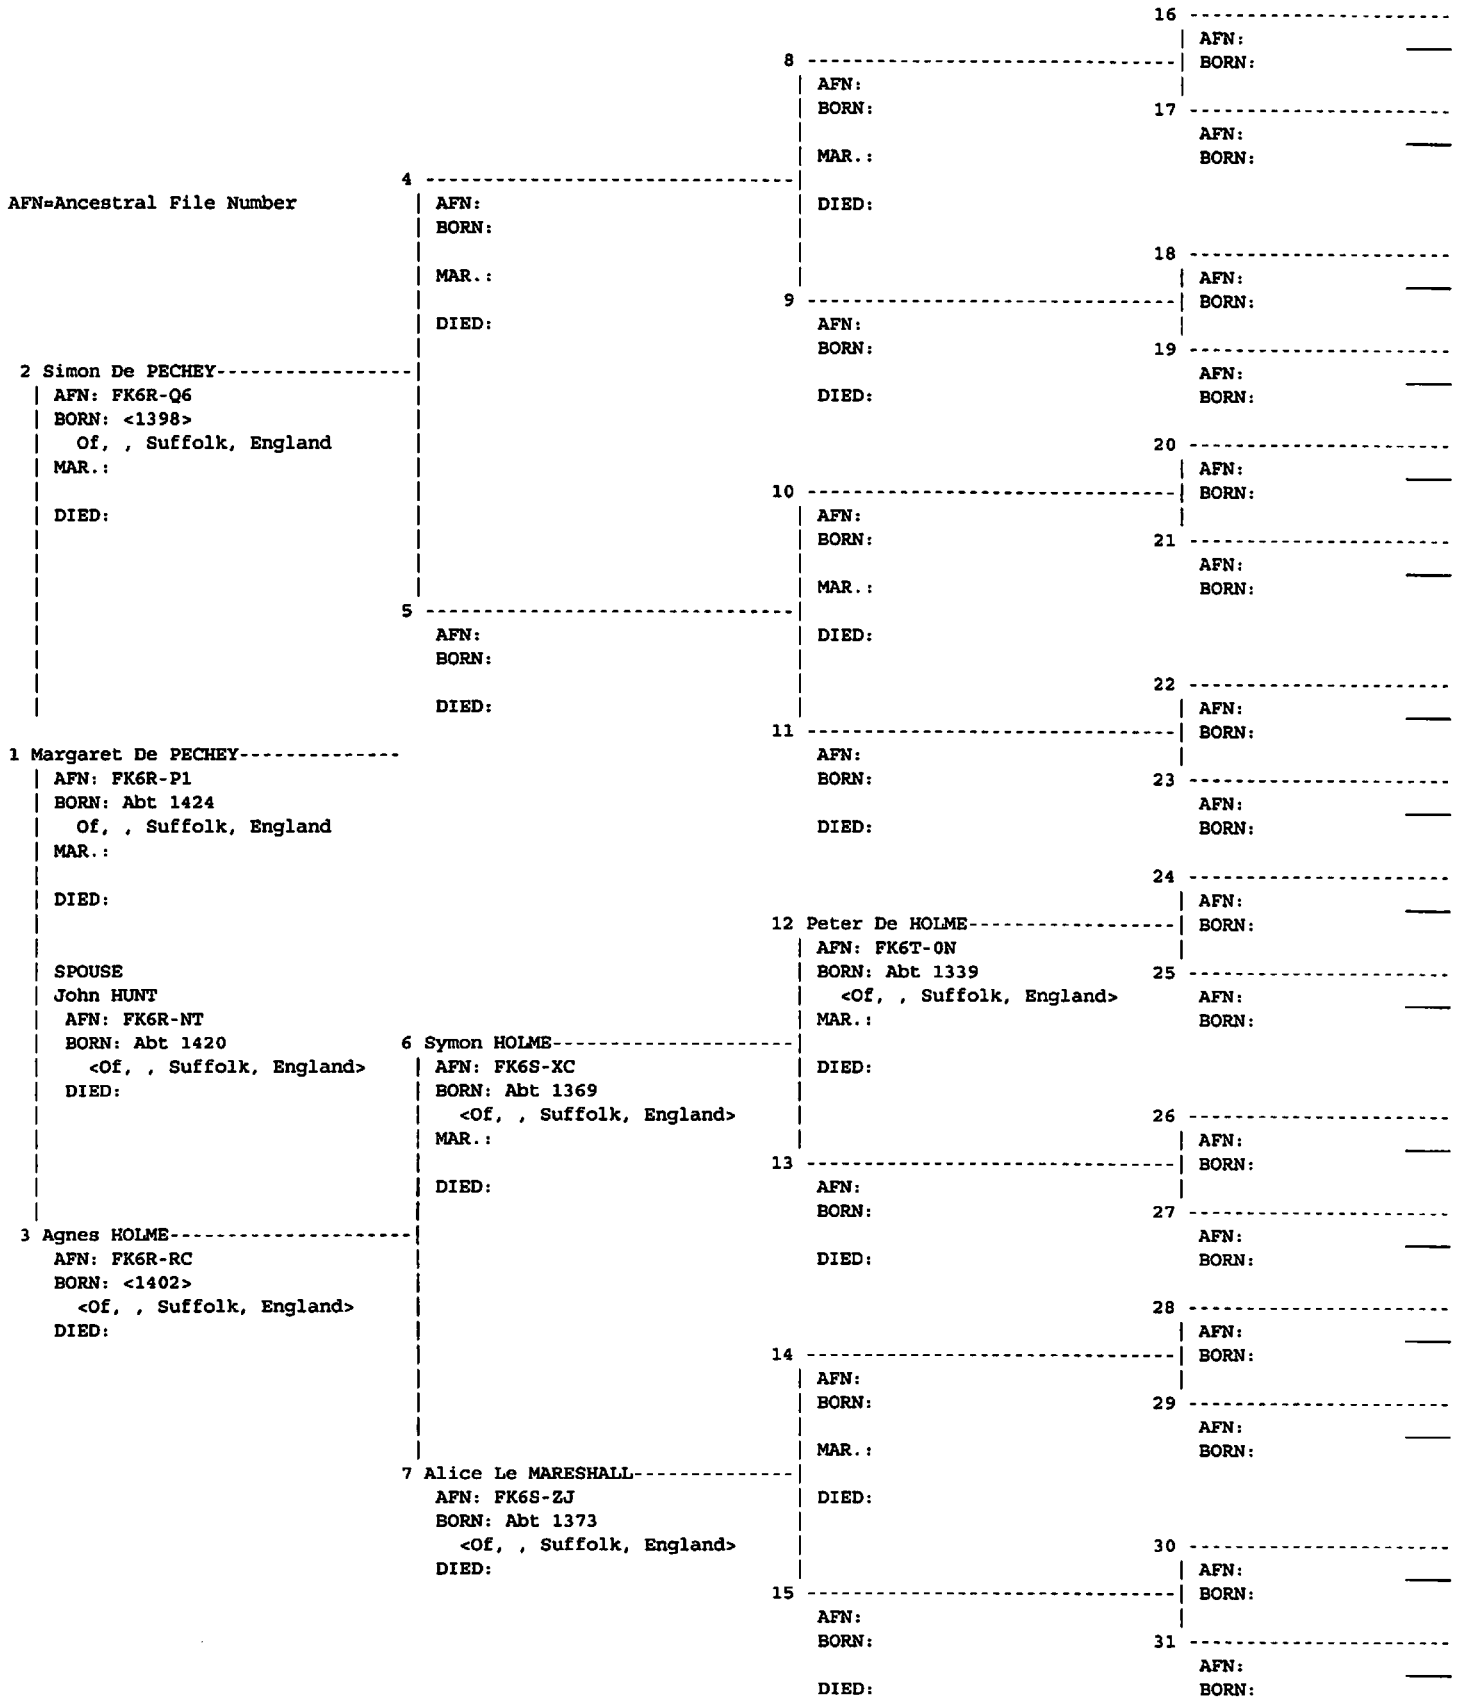 AFN=Ancestral File Number
2 Simon De PECHEY
AFN: FK6R-Q6
BORN: <1398>
Of, , Suffolk, England
MAR.:
DIED:
1 Margaret De PECHEY
AFN: FK6R-P1
BORN: Abt 1424
Of, , Suffolk, England
MAR.:
DIED:
SPOUSE
John HUNT
AFN: FK6R-NT
BORN: Abt 1420
<Of, , Suffolk, England>
DIED:
3 Agnes HOLME
AFN: FK6R-RC
BORN: <1402>
<Of, , Suffolk, England>
DIED:
4
AFN:
BORN:
MAR.:
DIED:
5
AFN:
BORN:
DIED:
6 Symon HOLME
AFN: FK6S-XC
BORN: Abt 1369
<Of, , Suffolk, England>
MAR.:
DIED:
7 Alice Le MARESHALL
AFN: FK6S-ZJ
BORN: Abt 1373
<Of, , Suffolk, England>
DIED:
8
AFN:
BORN:
MAR.:
DIED:
9
AFN:
BORN:
DIED:
10
AFN:
BORN:
MAR.:
DIED:
11
AFN:
BORN:
DIED:
12 Peter De HOLME
AFN: FK6T-0N
BORN: Abt 1339
<Of, , Suffolk, England>
MAR.:
DIED:
13
AFN:
BORN:
DIED:
14
AFN:
BORN:
MAR.:
DIED:
15
AFN:
BORN:
DIED:
16
AFN:
BORN:
17
AFN:
BORN:
18
AFN:
BORN:
19
AFN:
BORN:
20
AFN:
BORN:
21
AFN:
BORN:
22
AFN:
BORN:
23
AFN:
BORN:
24
AFN:
BORN:
25
AFN:
BORN:
26
AFN:
BORN:
27
AFN:
BORN:
28
AFN:
BORN:
29
AFN:
BORN:
30
AFN:
BORN:
31
AFN:
BORN: